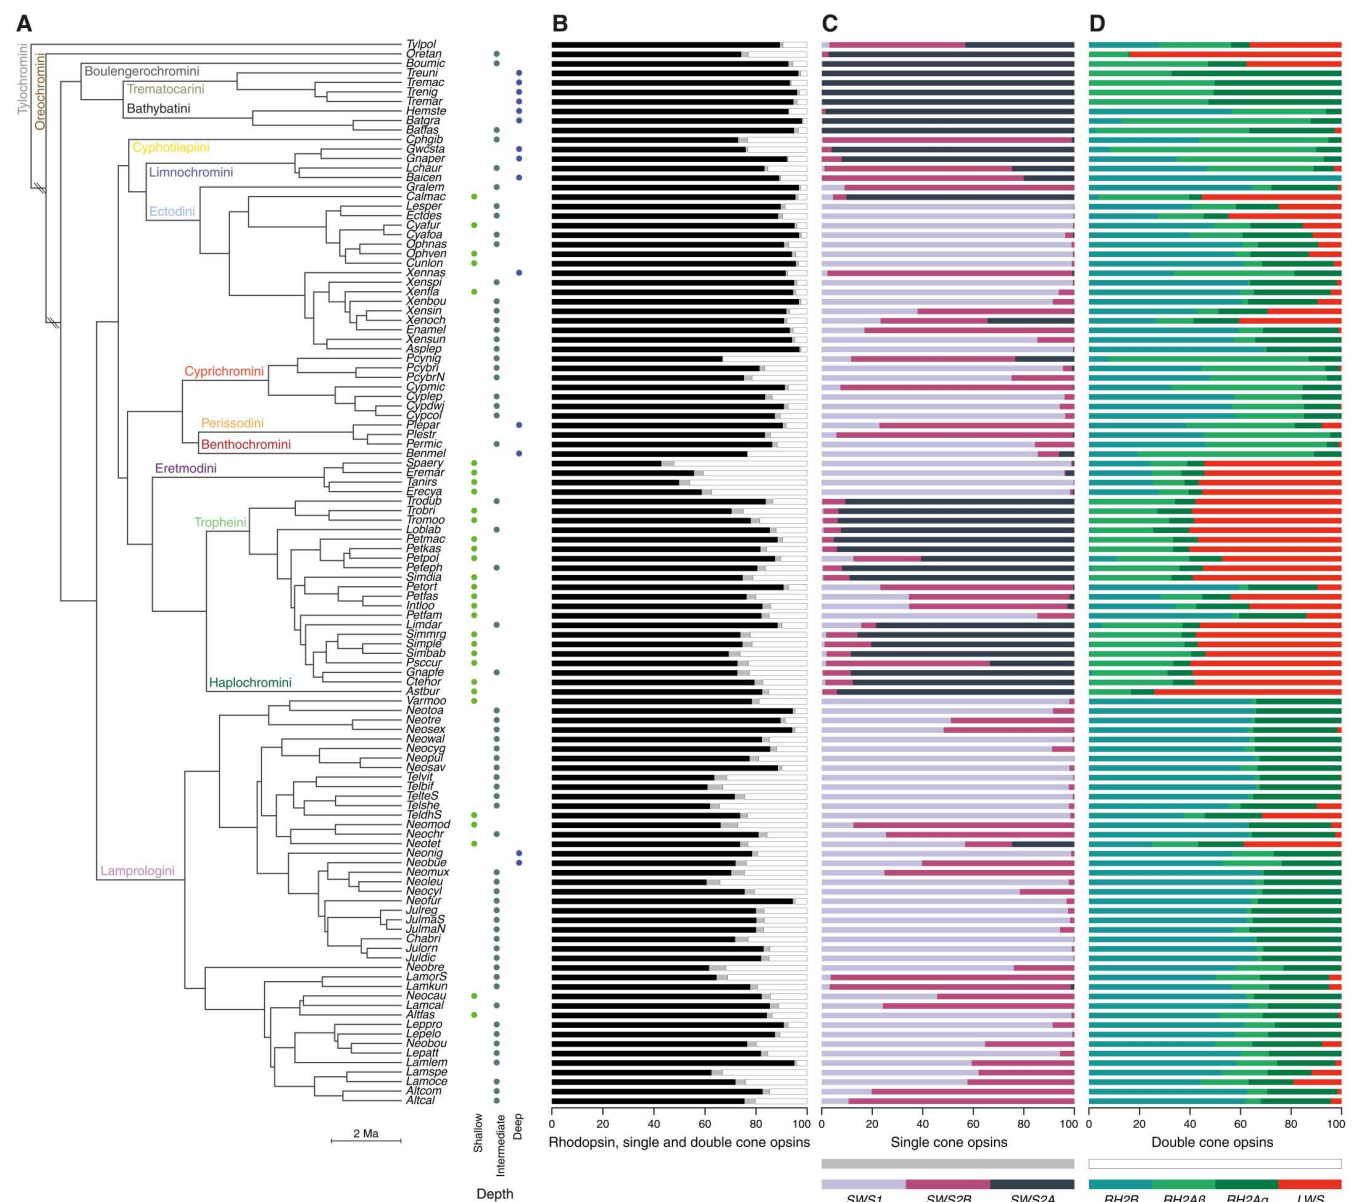 A
B
C
D
Tylochromini
Oreochromini
Boulengerochromini
Trematocarini
Bathybatini
Cyphotilapiini
Limnochromini
Ectodini
Cyprichromini
Perissodini
Benthochromini
Eretmodini
Tropheini
Haplochromini
Lamprologini
Tylpol
Oretan
Boumic
Treuni
Tremac
Trenig
Tremar
Hemste
Batgra
Batfas
Cphgib
Gwcsta
Gnaper
Lchaur
Baicen
Gralem
Calmac
Lesper
Ectdes
Cyafur
Cyafoa
Ophnas
Ophven
Cunlon
Xennas
Xenspi
Xenfla
Xenbou
Xensin
Xenoch
Enamel
Xensun
Asplep
Pcynig
Pcybri
PcybrN
Cypmic
Cyplep
Cypdwj
Cypcol
Plepar
Plestr
Permic
Benmel
Spaery
Eremar
Tanirs
Erecya
Trodub
Trobri
Tromoo
Loblab
Petmac
Petkas
Petpol
Peteph
Simdia
Petort
Petfas
Intloo
Petfam
Limdar
Simmrg
Simple
Simbab
Psccur
Gnapfe
Ctehor
Astbur
Varmoo
Neotoa
Neotre
Neosex
Neowal
Neocyg
Neopul
Neosav
Telvit
Telbif
TelteS
Telshe
TeldhS
Neomod
Neochr
Neotet
Neonig
Neobue
Neomux
Neoleu
Neocyl
Neofur
Julreg
JulmaS
JulmaN
Chabri
Julorn
Juldic
Neobre
LamorS
Lamkun
Neocau
Lamcal
Altfas
Leppro
Lepelo
Neobou
Lepatt
Lamlem
Lamspe
Lamoce
Altcom
Altcal
2 Ma
Shallow
Intermediate
Deep
Depth
0 20 40 60 80 100
Rhodopsin, single and double cone opsins
0 20 40 60 80 100
Single cone opsins
0 20 40 60 80 100
Double cone opsins
SWS1 SWS2B SWS2A
RH2B RH2Aβ RH2Aα LWS